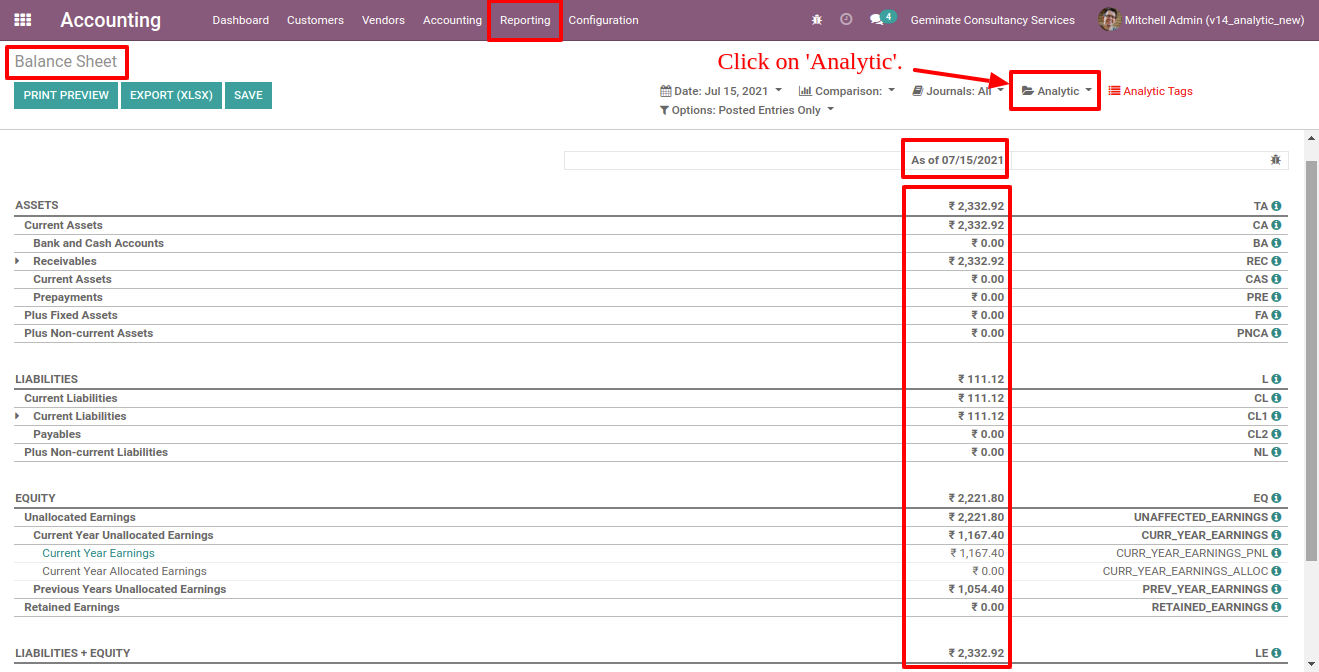 Accounting Dashboard Customers Vendors Accounting Reporting Configuration 4 Geminate Consultancy Services Mitchell Admin (v14_analytic_new)
Balance Sheet
Click on 'Analytic'.
PRINT PREVIEW EXPORT (XLSX) SAVE
Date: Jul 15, 2021 Comparison: Journals: All Analytic Analytic Tags
Options: Posted Entries Only
As of 07/15/2021
ASSETS ₹ 2,332.92 TA
Current Assets ₹ 2,332.92 CA
Bank and Cash Accounts ₹ 0.00 BA
Receivables ₹ 2,332.92 REC
Current Assets ₹ 0.00 CAS
Prepayments ₹ 0.00 PRE
Plus Fixed Assets ₹ 0.00 FA
Plus Non-current Assets ₹ 0.00 PNCA
LIABILITIES ₹ 111.12 L
Current Liabilities ₹ 111.12 CL
Current Liabilities ₹ 111.12 CL1
Payables ₹ 0.00 CL2
Plus Non-current Liabilities ₹ 0.00 NL
EQUITY ₹ 2,221.80 EQ
Unallocated Earnings ₹ 2,221.80 UNAFFECTED_EARNINGS
Current Year Unallocated Earnings ₹ 1,167.40 CURR_YEAR_EARNINGS
Current Year Earnings ₹ 1,167.40 CURR_YEAR_EARNINGS_PNL
Current Year Allocated Earnings ₹ 0.00 CURR_YEAR_EARNINGS_ALLOC
Previous Years Unallocated Earnings ₹ 1,054.40 PREV_YEAR_EARNINGS
Retained Earnings ₹ 0.00 RETAINED_EARNINGS
LIABILITIES + EQUITY ₹ 2,332.92 LE